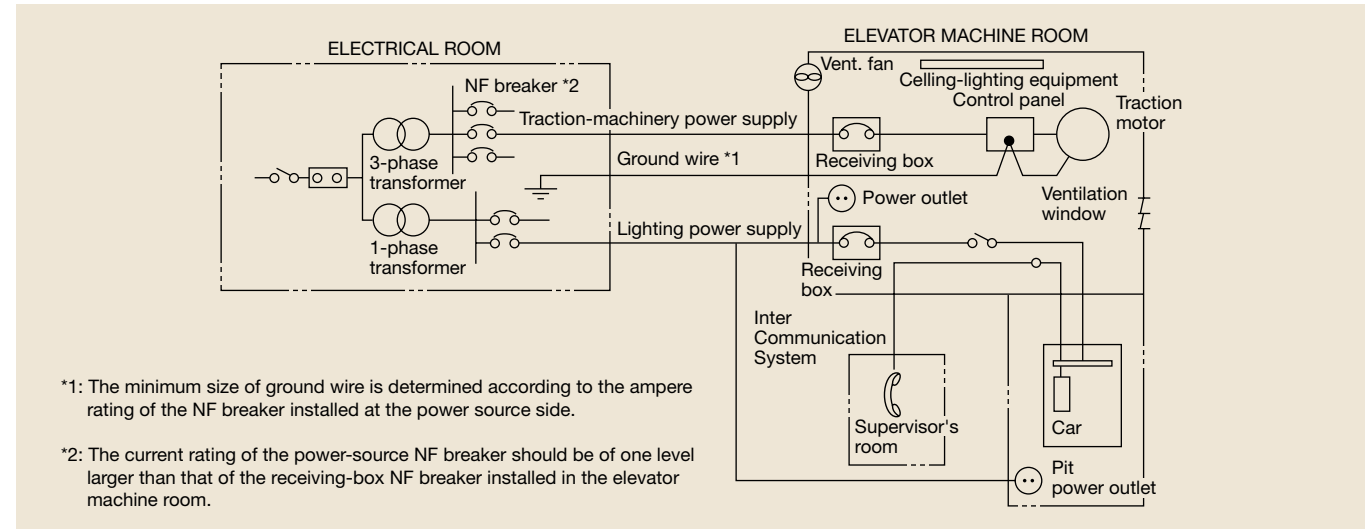 ELECTRICAL ROOM
NF breaker *2
3-phase
transformer
1-phase
transformer
Traction-machinery power supply
Ground wire *1
Lighting power supply
ELEVATOR MACHINE ROOM
Vent. fan
Celling-lighting equipment
Control panel
Traction
motor
Receiving box
Power outlet
Ventilation
window
Receiving
box
Inter
Communication
System
Supervisor's
room
Car
Pit
power outlet
*1: The minimum size of ground wire is determined according to the ampere
rating of the NF breaker installed at the power source side.
*2: The current rating of the power-source NF breaker should be of one level
larger than that of the receiving-box NF breaker installed in the elevator
machine room.